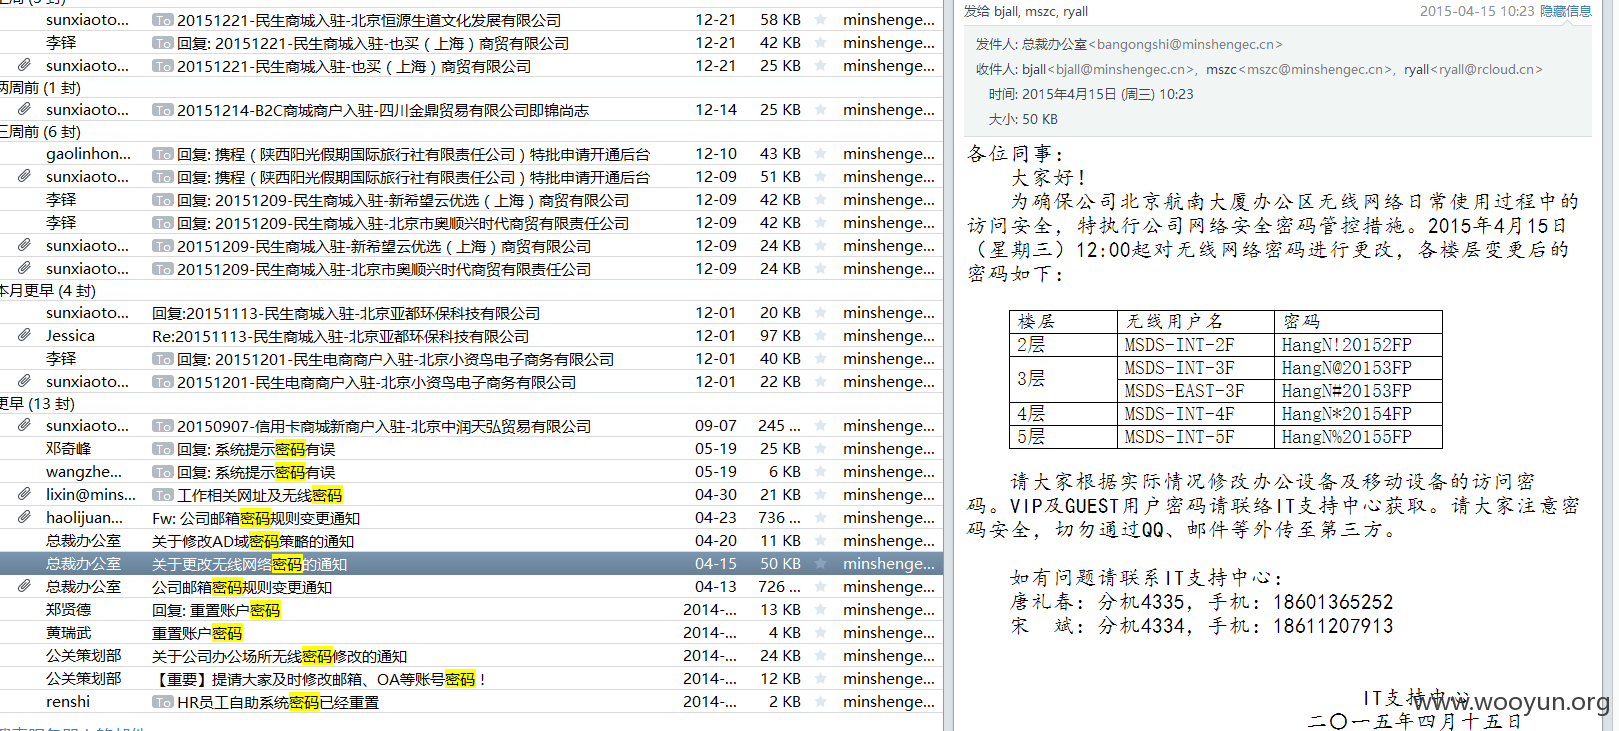 sunxiaoto... To 20151221-民生商城入驻-北京恒源生道文化发展有限公司 12-21 58 KB minshenge...
李铎 To 回复: 20151221-民生商城入驻-也买（上海）商贸有限公司 12-21 42 KB minshenge...
sunxiaoto... To 20151221-民生商城入驻-也买（上海）商贸有限公司 12-21 25 KB minshenge...
两周前 (1 封)
sunxiaoto... To 20151214-B2C商城商户入驻-四川金鼎贸易有限公司即锦尚志 12-14 25 KB minshenge...
三周前 (6 封)
gaolinhon... To 回复: 携程（陕西阳光假期国际旅行社有限责任公司）特批申请开通后台 12-10 43 KB minshenge...
sunxiaoto... To 回复: 携程（陕西阳光假期国际旅行社有限责任公司）特批申请开通后台 12-09 51 KB minshenge...
李铎 To 回复: 20151209-民生商城入驻-新希望云优选（上海）商贸有限公司 12-09 42 KB minshenge...
李铎 To 回复: 20151209-民生商城入驻-北京市奥顺兴时代商贸有限责任公司 12-09 42 KB minshenge...
sunxiaoto... To 20151209-民生商城入驻-新希望云优选（上海）商贸有限公司 12-09 24 KB minshenge...
sunxiaoto... To 20151209-民生商城入驻-北京市奥顺兴时代商贸有限责任公司 12-09 24 KB minshenge...
本月更早 (4 封)
sunxiaoto... 回复:20151113-民生商城入驻-北京亚都环保科技有限公司 12-01 20 KB minshenge...
Jessica Re:20151113-民生商城入驻-北京亚都环保科技有限公司 12-01 97 KB minshenge...
李铎 To 回复: 20151201-民生电商商户入驻-北京小资鸟电子商务有限公司 12-01 40 KB minshenge...
sunxiaoto... To 20151201-民生电商商户入驻-北京小资鸟电子商务有限公司 12-01 22 KB minshenge...
更早 (13 封)
sunxiaoto... To 20150907-信用卡商城新商户入驻-北京中润天弘贸易有限公司 09-07 245 ... minshenge...
邓奇峰 To 回复: 系统提示密码有误 05-19 25 KB minshenge...
wangzhe... To 回复: 系统提示密码有误 05-19 6 KB minshenge...
lixin@mins... To 工作相关网址及无线密码 04-30 21 KB minshenge...
haolijuan... Fw: 公司邮箱密码规则变更通知 04-23 736 ... minshenge...
总裁办公室 关于修改AD域密码策略的通知 04-20 11 KB minshenge...
总裁办公室 关于更改无线网络密码的通知 04-15 50 KB minshenge...
总裁办公室 公司邮箱密码规则变更通知 04-13 726 ... minshenge...
郑贤德 回复: 重置账户密码 2014-... 13 KB minshenge...
黄瑞武 重置账户密码 2014-... 4 KB minshenge...
公关策划部 关于公司办公场所无线密码修改的通知 2014-... 24 KB minshenge...
公关策划部 【重要】提请大家及时修改邮箱、OA等账号密码！ 2014-... 12 KB minshenge...
renshi To HR员工自助系统密码已经重置 2014-... 2 KB minshenge...
发给 bjall, mszc, ryall 2015-04-15 10:23 隐藏信息
发件人: 总裁办公室<bangongshi@minshengec.cn>
收件人: bjall<bjall@minshengec.cn>, mszc<mszc@minshengec.cn>, ryall<ryall@rcloud.cn>
时间: 2015年4月15日 (周三) 10:23
大小: 50 KB
各位同事：
大家好！
为确保公司北京航南大厦办公区无线网络日常使用过程中的
访问安全，特执行公司网络安全密码管控措施。2015年4月15日
（星期三）12:00起对无线网络密码进行更改，各楼层变更后的
密码如下：
楼层 无线用户名 密码
2层 MSDS-INT-2F HangN!20152FP
3层 MSDS-INT-3F HangN@20153FP
MSDS-EAST-3F HangN#20153FP
4层 MSDS-INT-4F HangN*20154FP
5层 MSDS-INT-5F HangN%20155FP
请大家根据实际情况修改办公设备及移动设备的访问密
码。VIP及GUEST用户密码请联络IT支持中心获取。请大家注意密
码安全，切勿通过QQ、邮件等外传至第三方。
如有问题请联系IT支持中心：
唐礼春：分机4335，手机：18601365252
宋 斌：分机4334，手机：18611207913
IT支持中心
www.wooyun.org
二〇一五年四月十五日